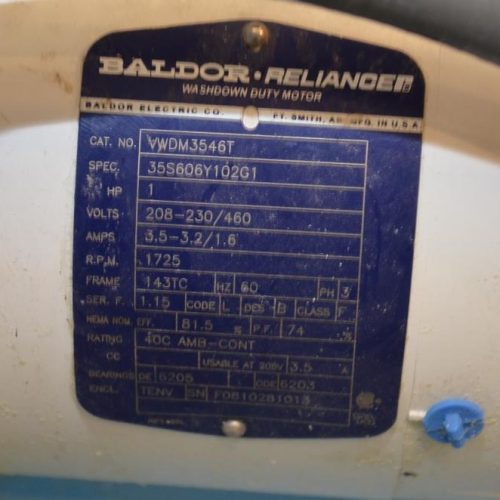 BALDOR • RELIANCE
WASHDOWN DUTY MOTOR
BALDOR ELECTRIC CO. FT. SMITH, AR MFG. IN U.S.A.
CAT. NO. VWDM3546T
SPEC. 35S606Y102G1
HP 1
VOLTS 208-230/460
AMPS 3.5-3.2/1.6
R.P.M. 1725
FRAME 143TC HZ 60 PH 3
SER. F. 1.15 CODE L DES B CLASS F
NEMA NOM. EFF. 81.5 % P.F. 74 %
RATING 40C AMB-CONT
CC USABLE AT 208V 3.5 A
BEARINGS DE 6205 ODE 6203
ENCL. TENV SN F0610281013